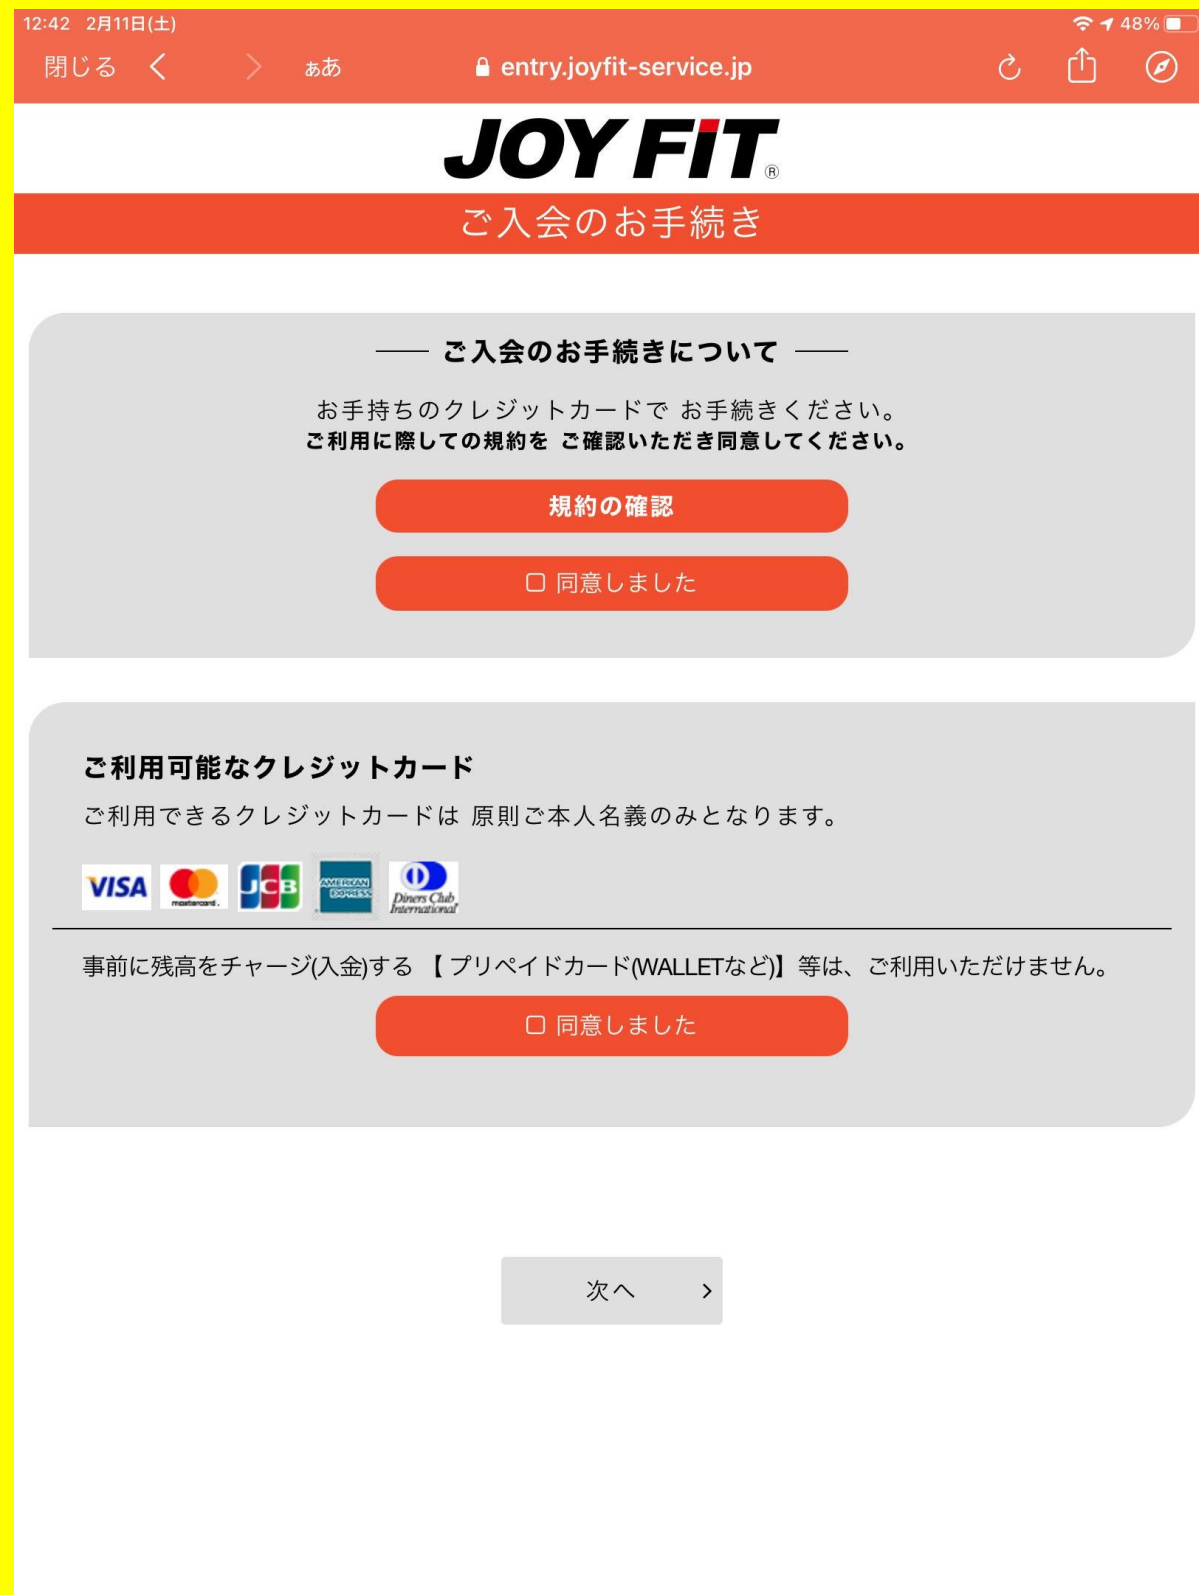 12:42 2月11日(土) 48%
閉じる ぁあ entry.joyfit-service.jp
JOYFiT®
ご入会のお手続き
ご入会のお手続きについて
お手持ちのクレジットカードで お手続きください。
ご利用に際しての規約を ご確認いただき同意してください。
規約の確認
同意しました
ご利用可能なクレジットカード
ご利用できるクレジットカードは 原則ご本人名義のみとなります。
VISA mastercard. JCB AMERICAN EXPRESS Diners Club International
事前に残高をチャージ(入金)する 【 プリペイドカード(WALLETなど)】等は、ご利用いただけません。
同意しました
次へ